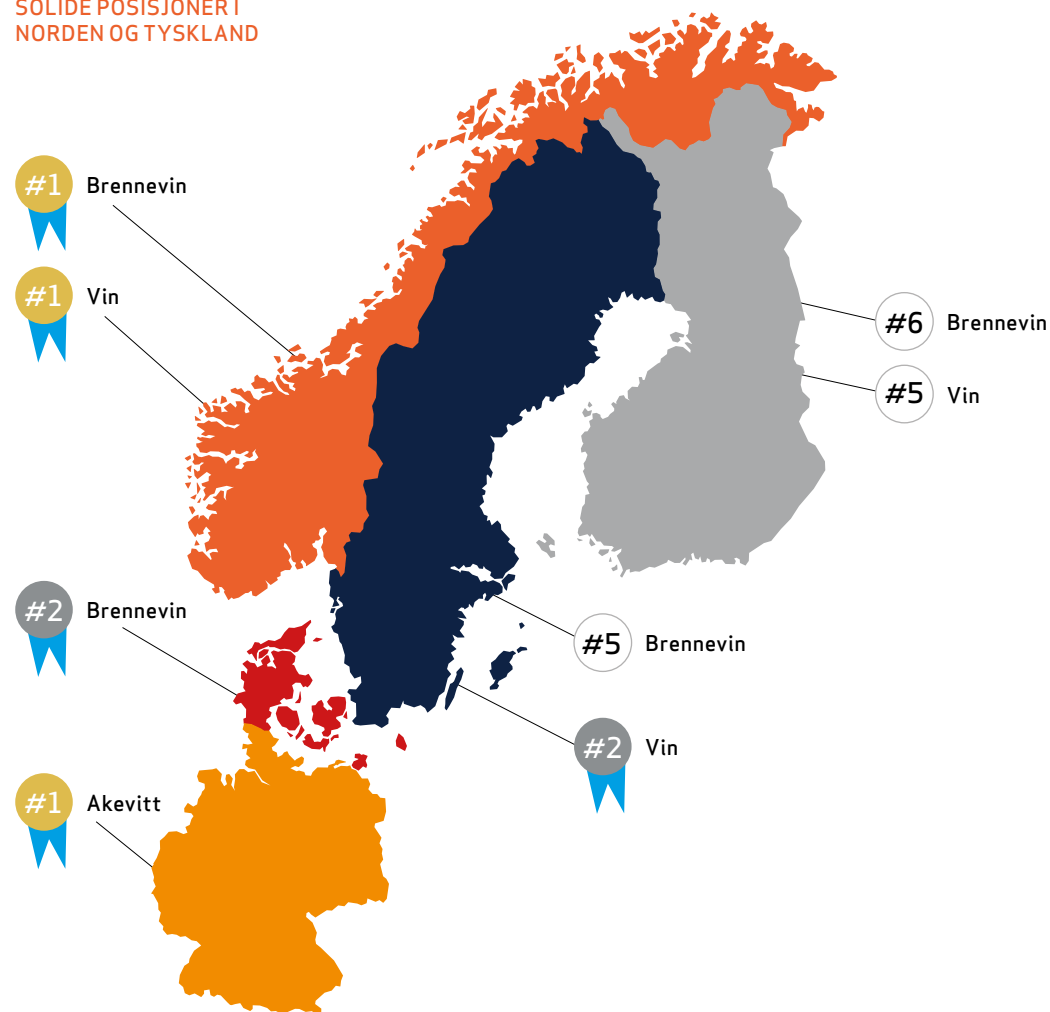 SOLIDE POSISJONER I
NORDEN OG TYSKLAND
#1 Brennevin
#1 Vin
#6 Brennevin
#5 Vin
#2 Brennevin
#5 Brennevin
#2 Vin
#1 Akevitt